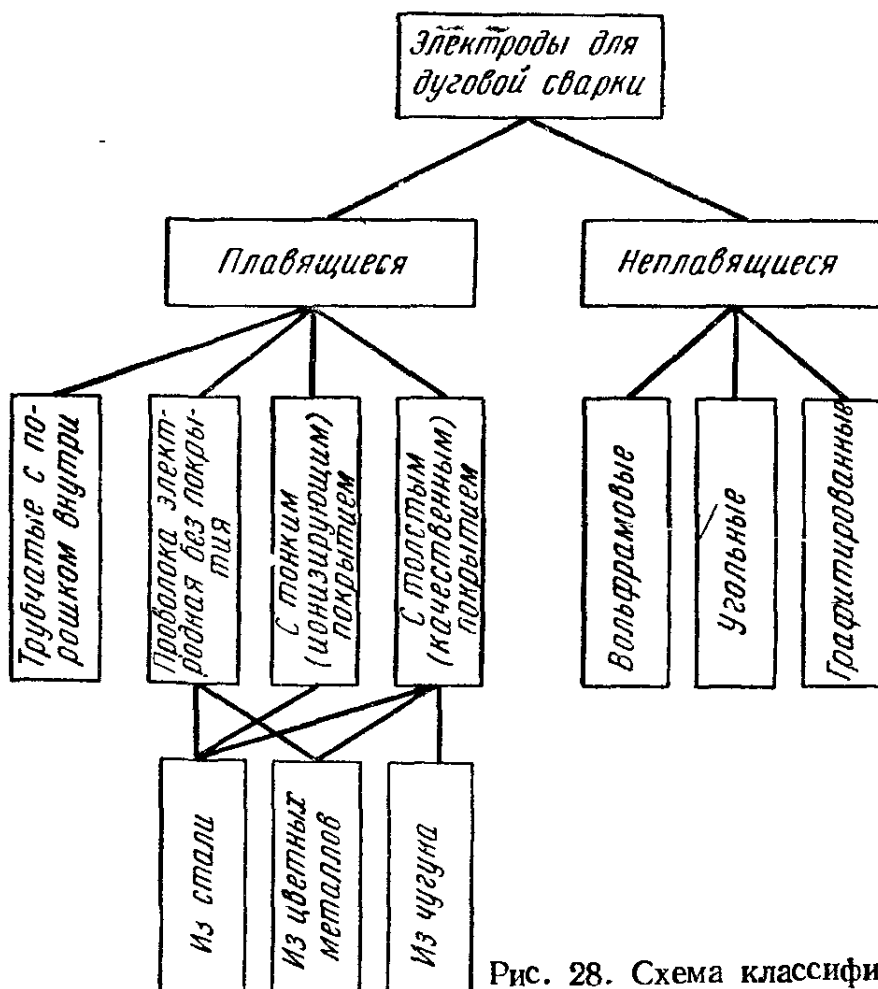 Электроды для
дуговой сварки
Плавящиеся
Неплавящиеся
Трубчатые с по-
рошком внутри
Проволока элект-
родная без покры-
тия
С тонким
(ионизирующим)
покрытием
С толстым
(качественным)
покрытием
Вольфрамовые
Угольные
Графитированные
Из стали
Из цветных
металлов
Из чугуна
Рис. 28. Схема классифи